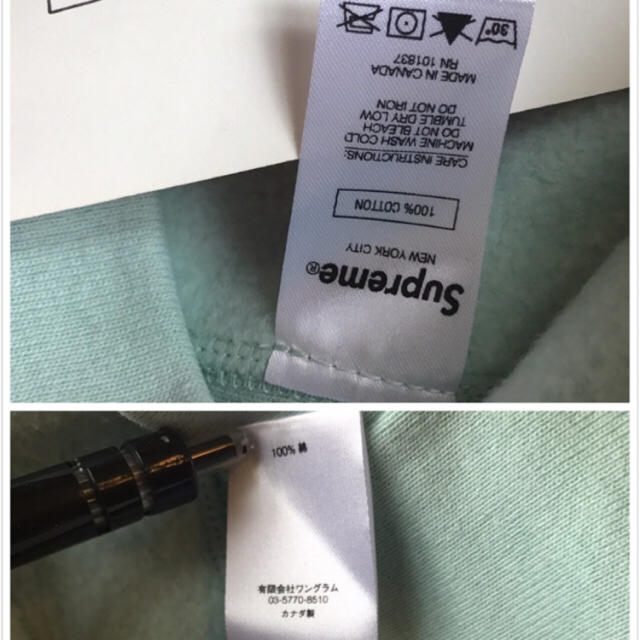 Supreme®
NEW YORK CITY
100% COTTON
CARE INSTRUCTIONS:
MACHINE WASH COLD
DO NOT BLEACH
TUMBLE DRY LOW
DO NOT IRON
MADE IN CANADA
RN 101837
30°
100% 綿
有限会社ワングラム
03-5770-8510
カナダ製